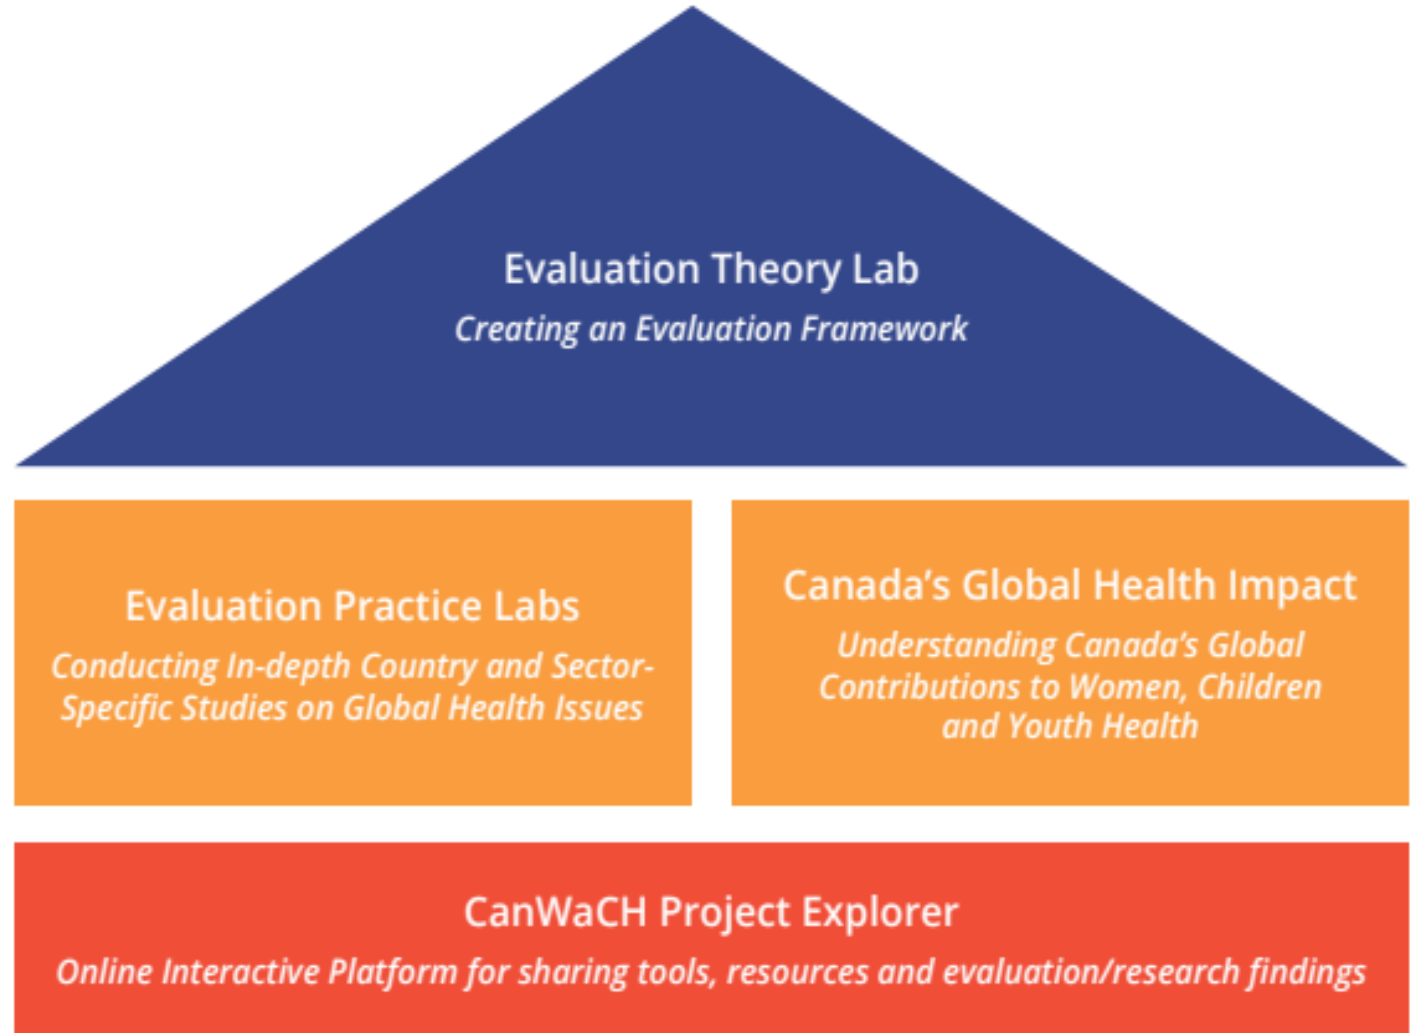 Evaluation Theory Lab
Creating an Evaluation Framework
Evaluation Practice Labs
Conducting In-depth Country and Sector-
Specific Studies on Global Health Issues
Canada’s Global Health Impact
Understanding Canada’s Global
Contributions to Women, Children
and Youth Health
CanWaCH Project Explorer
Online Interactive Platform for sharing tools, resources and evaluation/research findings